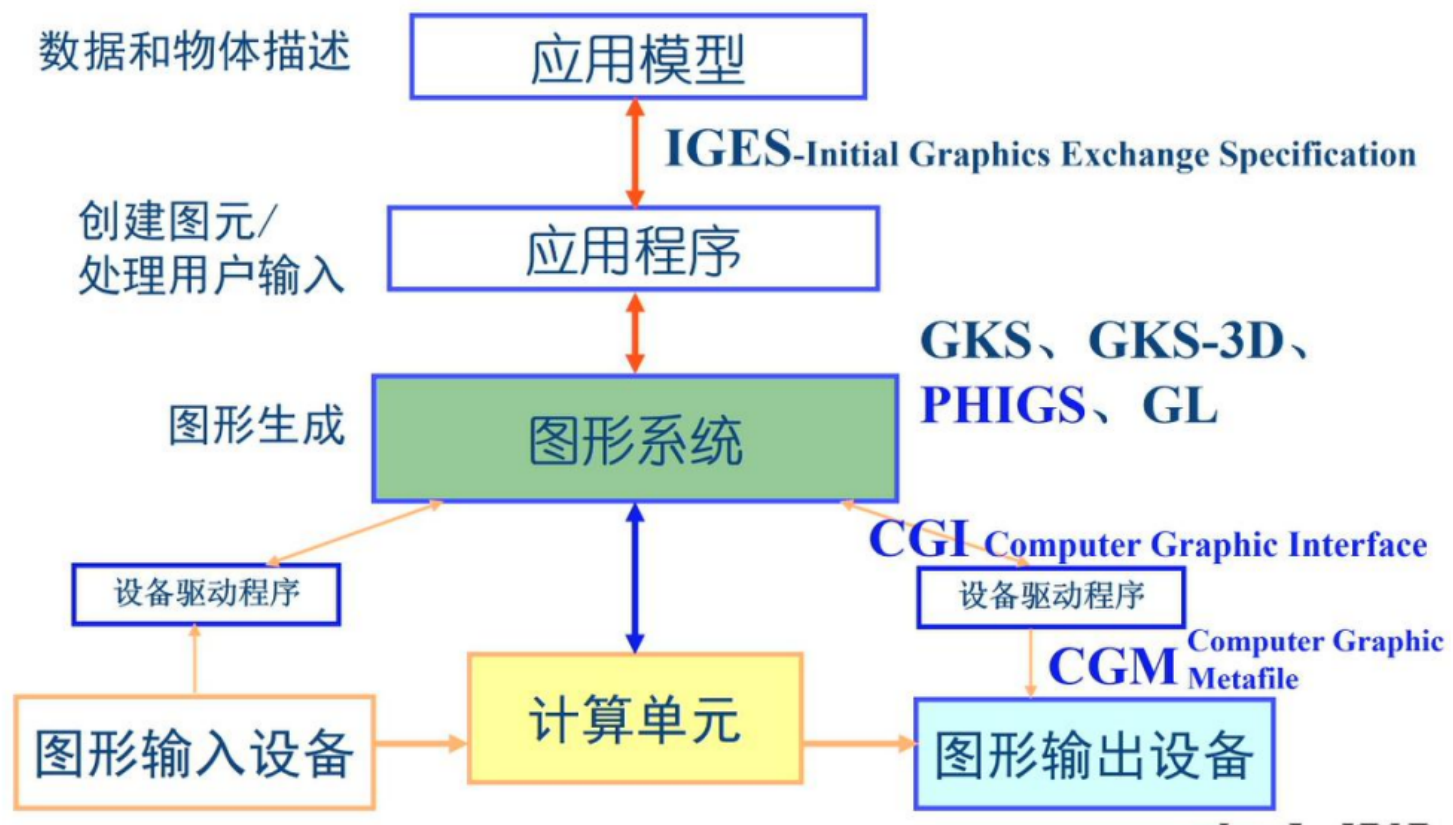 数据和物体描述
应用模型
IGES-Initial Graphics Exchange Specification
创建图元/
处理用户输入
应用程序
GKS、GKS-3D、
PHIGS、GL
图形生成
图形系统
CGI Computer Graphic Interface
设备驱动程序
设备驱动程序
CGM Computer Graphic
Metafile
图形输入设备
计算单元
图形输出设备